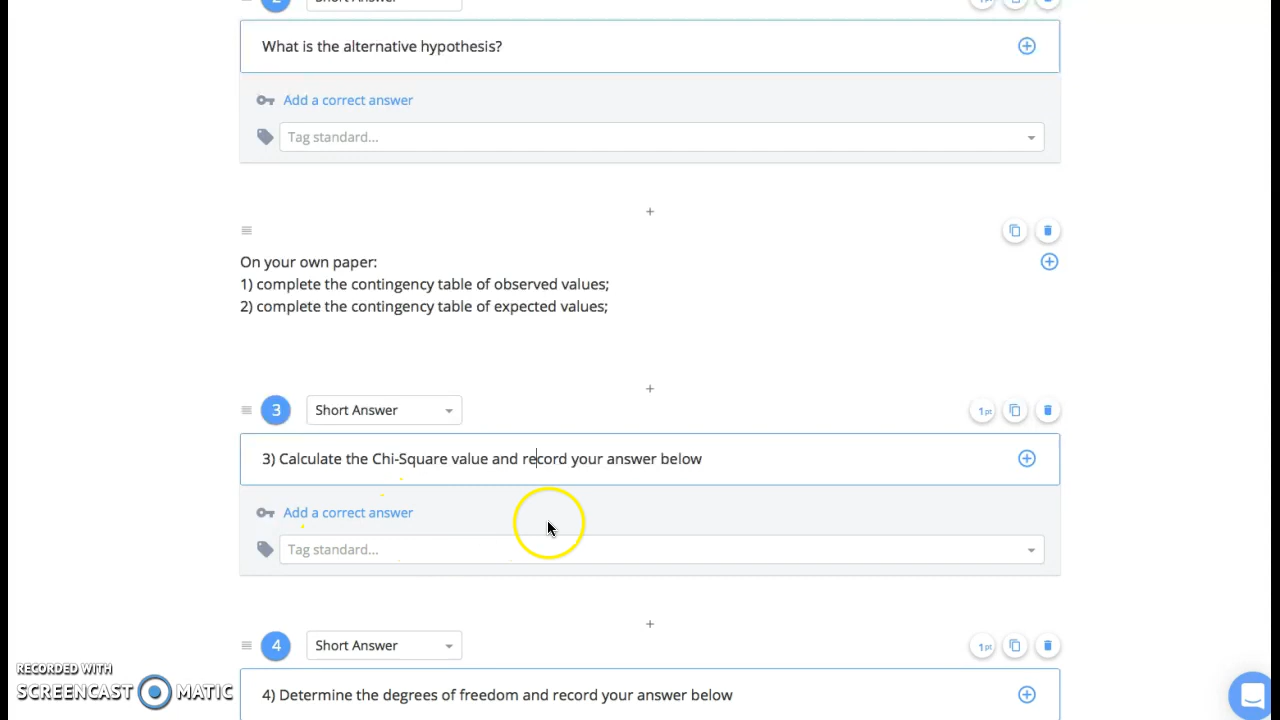 2
Short Answer
1pt
What is the alternative hypothesis?
Add a correct answer
Tag standard...
On your own paper:
1) complete the contingency table of observed values;
2) complete the contingency table of expected values;
3
Short Answer
1pt
3) Calculate the Chi-Square value and record your answer below
Add a correct answer
Tag standard...
4
Short Answer
1pt
4) Determine the degrees of freedom and record your answer below
RECORDED WITH
SCREENCAST MATIC